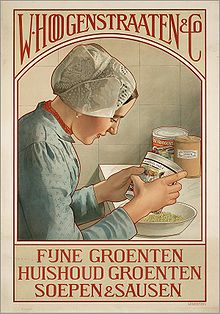 W. HOOGENSTRAATEN & Co
FIJNE GROENTEN
HUISHOUD GROENTEN
SOEPEN & SAUSEN